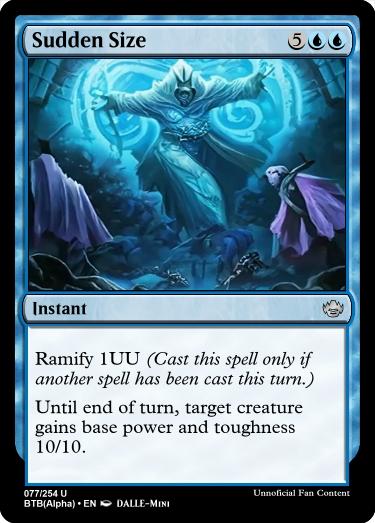 Sudden Size 5UU
Instant
Ramify 1UU (Cast this spell only if
another spell has been cast this turn.)
Until end of turn, target creature
gains base power and toughness
10/10.
077/254 U
BTB(Alpha) • EN DALLE-Mini
Unnofficial Fan Content